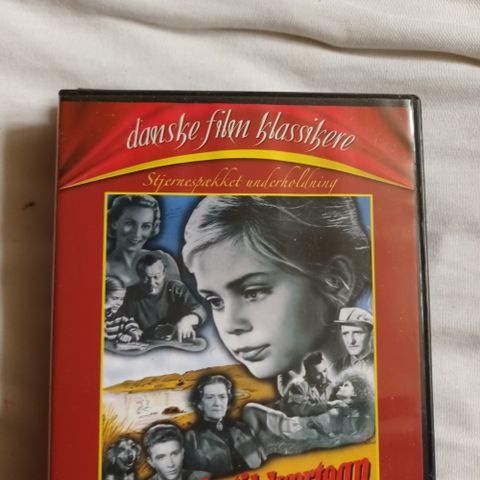 danske film klassikere
Stjernespækket underholdning